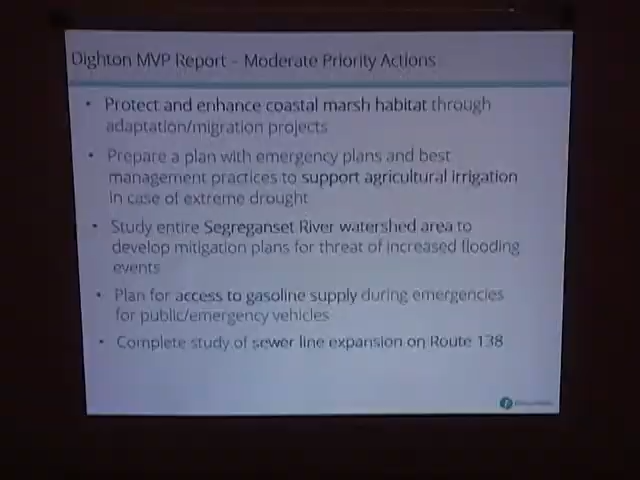 Dighton MVP Report – Moderate Priority Actions
• Protect and enhance coastal marsh habitat through
adaptation/migration projects
• Prepare a plan with emergency plans and best
management practices to support agricultural irrigation
in case of extreme drought
• Study entire Segreganset River watershed area to
develop mitigation plans for threat of increased flooding
events
• Plan for access to gasoline supply during emergencies
for public/emergency vehicles
• Complete study of sewer line expansion on Route 138